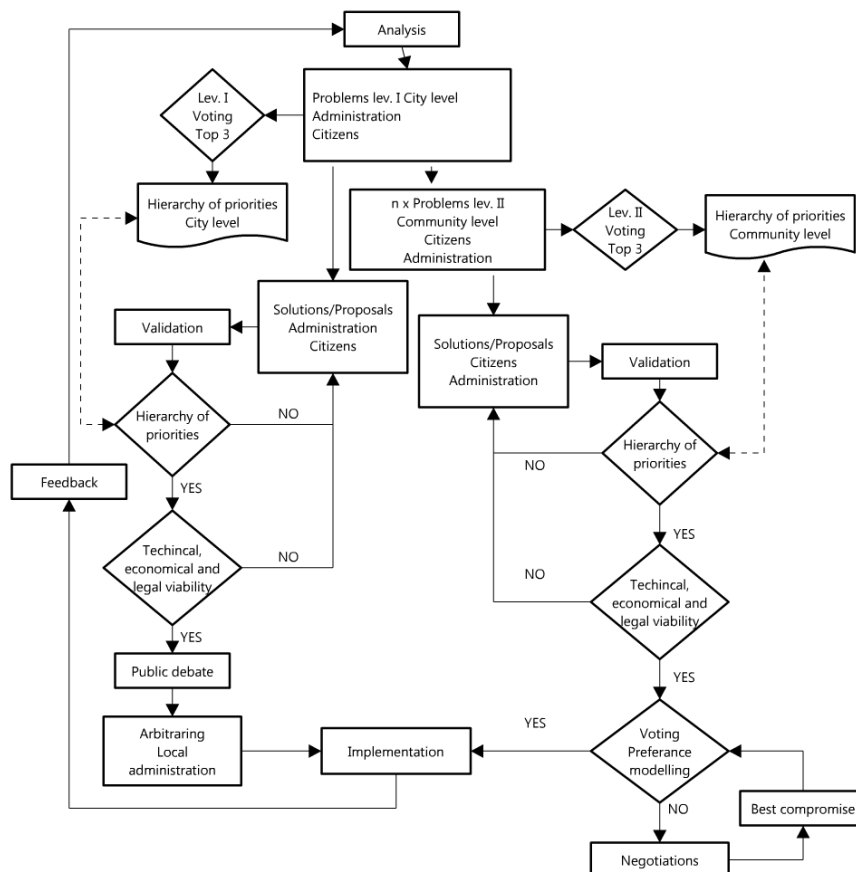 Analysis
Lev. I
Voting
Top 3
Problems lev. I City level
Administration
Citizens
Hierarchy of priorities
City level
n x Problems lev. II
Community level
Citizens
Administration
Lev. II
Voting
Top 3
Hierarchy of priorities
Community level
Solutions/Proposals
Administration
Citizens
Validation
Solutions/Proposals
Citizens
Administration
Validation
Hierarchy of
priorities
NO
Hierarchy of
priorities
NO
Feedback
YES
YES
Techincal,
economical and
legal viability
NO
Techincal,
economical and
legal viability
NO
YES
Public debate
YES
Arbitraring
Local
administration
Implementation
YES
Voting
Preferance
modelling
NO
Best compromise
Negotiations